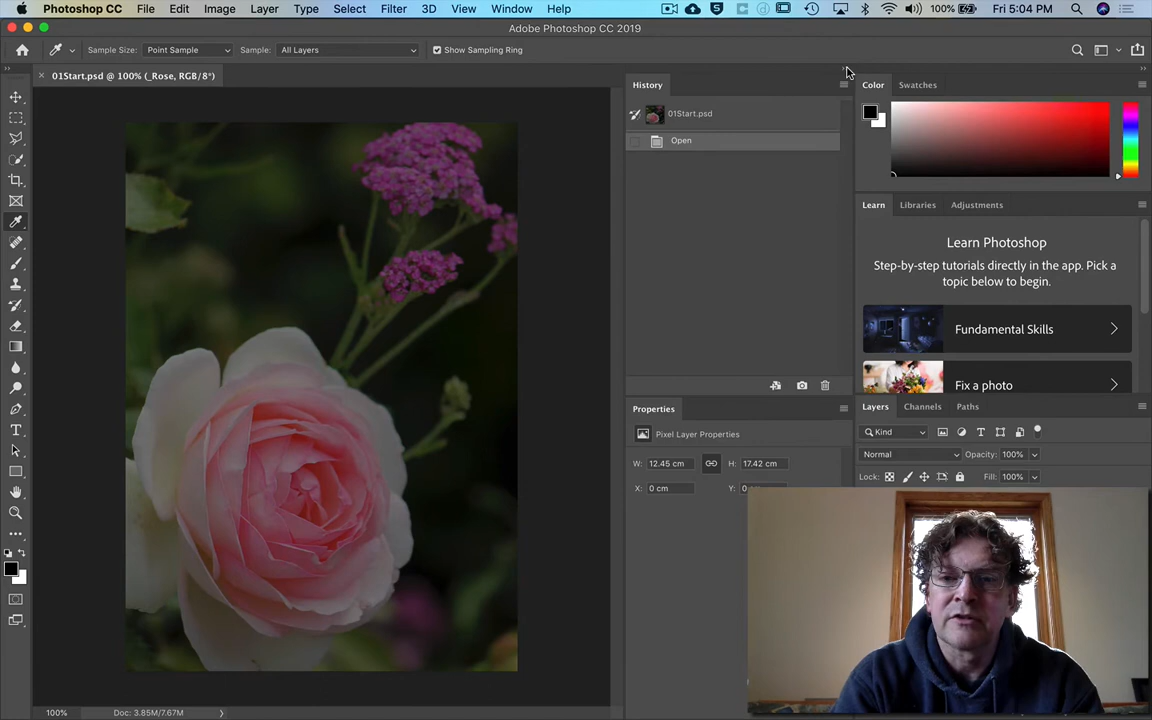 Photoshop CC File Edit Image Layer Type Select Filter 3D View Window Help 100% Fri 5:04 PM
Adobe Photoshop CC 2019
Sample Size: Point Sample Sample: All Layers Show Sampling Ring
01Start.psd @ 100% (_Rose, RGB/8*)
History
Color Swatches
01Start.psd
Open
Learn Libraries Adjustments
Learn Photoshop
Step-by-step tutorials directly in the app. Pick a
topic below to begin.
Fundamental Skills
Fix a photo
Layers Channels Paths
Properties
Kind
Pixel Layer Properties
Normal Opacity: 100%
W: 12.45 cm H: 17.42 cm
Lock: Fill: 100%
X: 0 cm Y: 0
100% Doc: 3.85M/7.67M